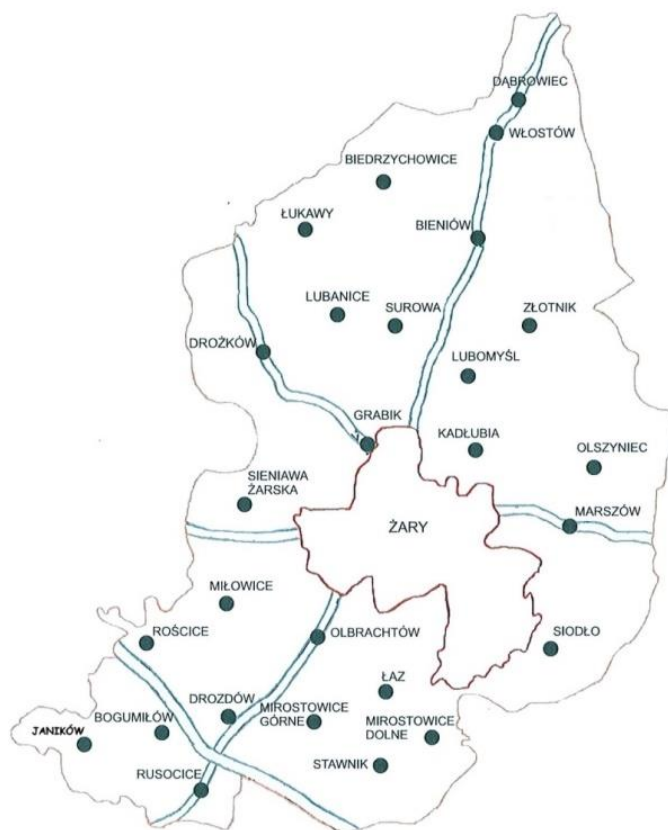 DĄBROWIEC
WŁOSTÓW
BIEDRZYCHOWICE
ŁUKAWY
BIENIÓW
LUBANICE
SUROWA
ZŁOTNIK
DROŻKÓW
LUBOMYŚL
GRABIK
KADŁUBIA
OLSZYNIEC
SIENIAWA
ŻARSKA
MARSZÓW
ŻARY
MIŁOWICE
ROŚCICE
OLBRACHTÓW
SIODŁO
ŁAZ
DROZDÓW
MIROSTOWICE
GÓRNE
BOGUMIŁÓW
JANIKÓW
MIROSTOWICE
DOLNE
STAWNIK
RUSOCICE